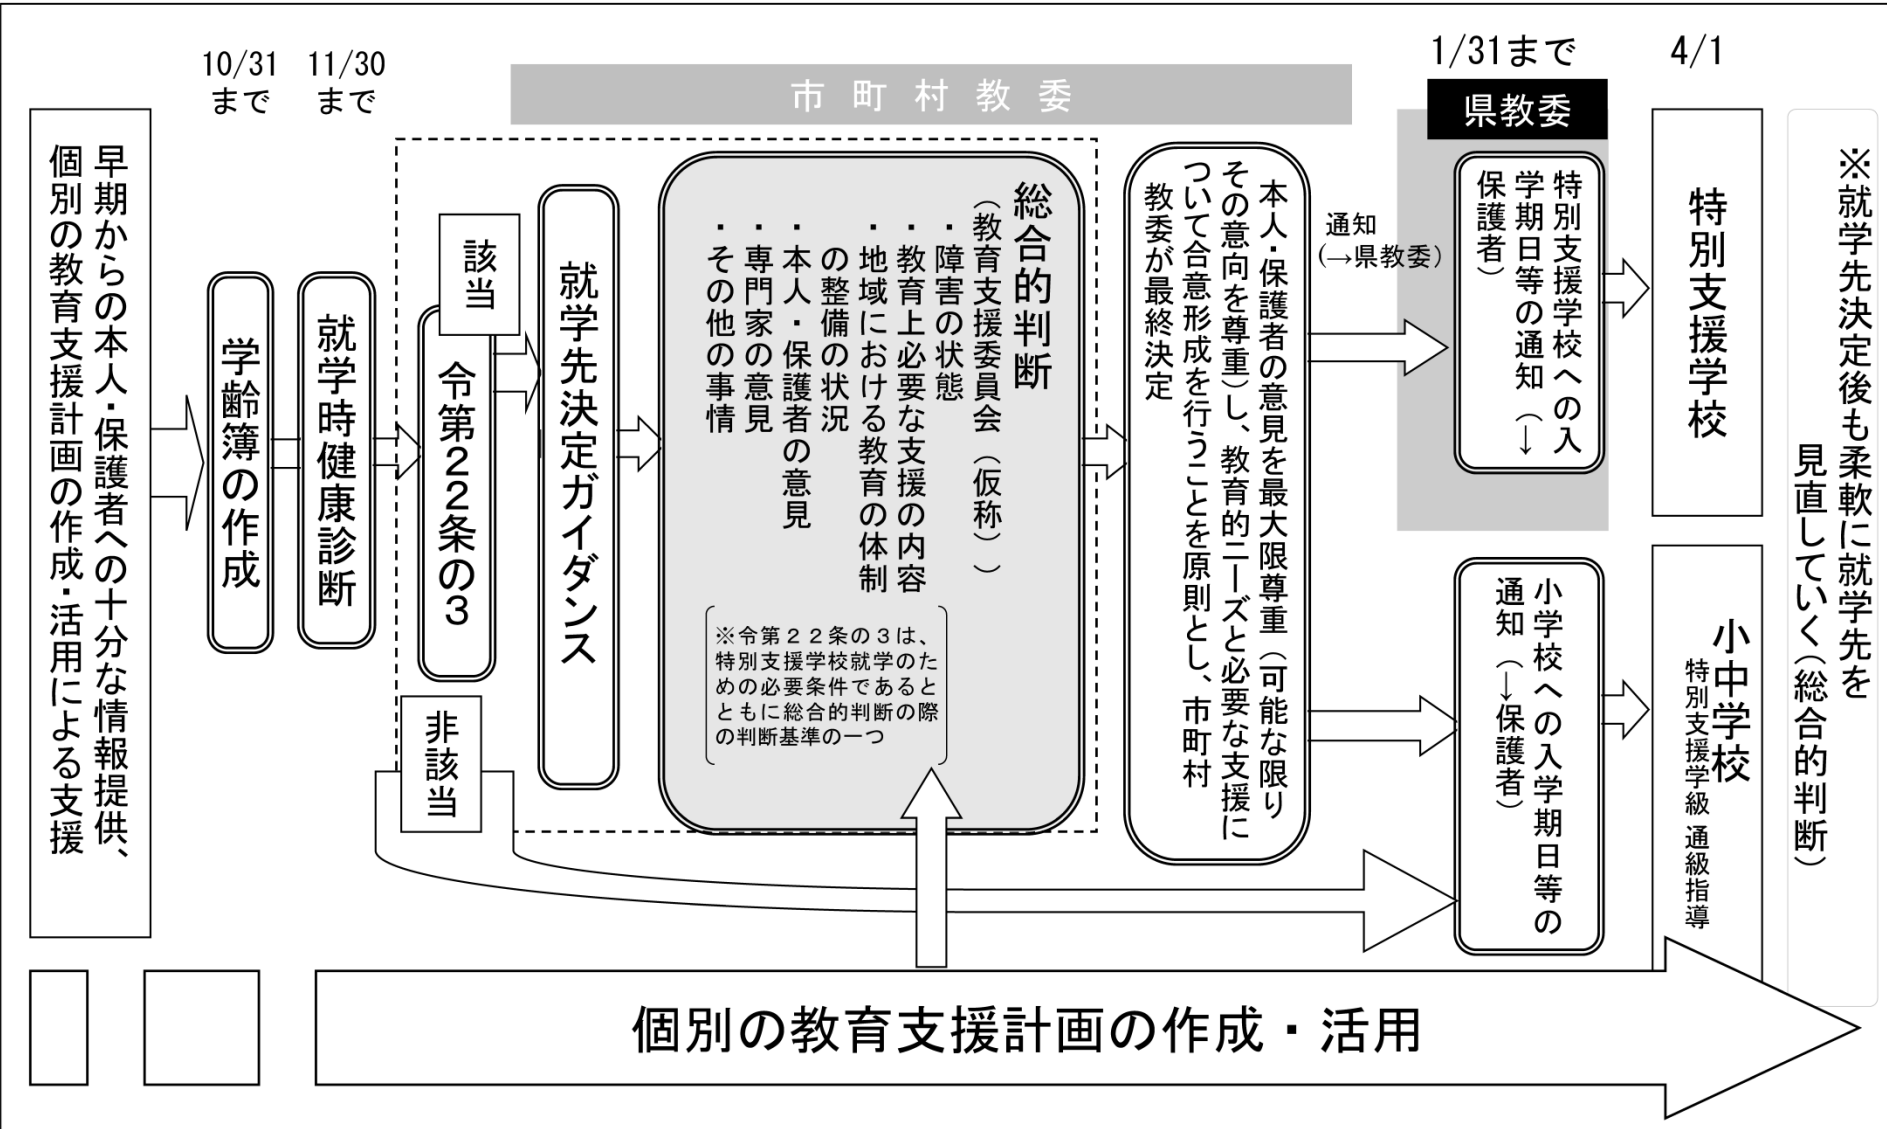 10/31
まで
11/30
まで
市町村教委
1/31まで
県教委
4/1
早期からの本人・保護者への十分な情報提供、
個別の教育支援計画の作成・活用による支援
学齢簿の作成
就学時健康診断
該当
令第22条の3
非該当
就学先決定ガイダンス
総合的判断
(教育支援委員会(仮称))
・障害の状態
・教育上必要な支援の内容
・地域における教育の体制
の整備の状況
・本人・保護者の意見
・専門家の意見
・その他の事情
※令第22条の3は、
特別支援学校就学のた
めの必要条件であると
ともに総合的判断の際
の判断基準の一つ
本人・保護者の意見を最大限尊重(可能な限り
その意向を尊重)し、教育的ニーズと必要な支援に
ついて合意形成を行うことを原則とし、市町村
教委が最終決定
通知
(→県教委)
特別支援学校への入
学期日等の通知(→
保護者)
小学校への入学期日等の
通知(→保護者)
特別支援学校
小中学校
特別支援学級 通級指導
※就学先決定後も柔軟に就学先を
見直していく(総合的判断)
個別の教育支援計画の作成・活用